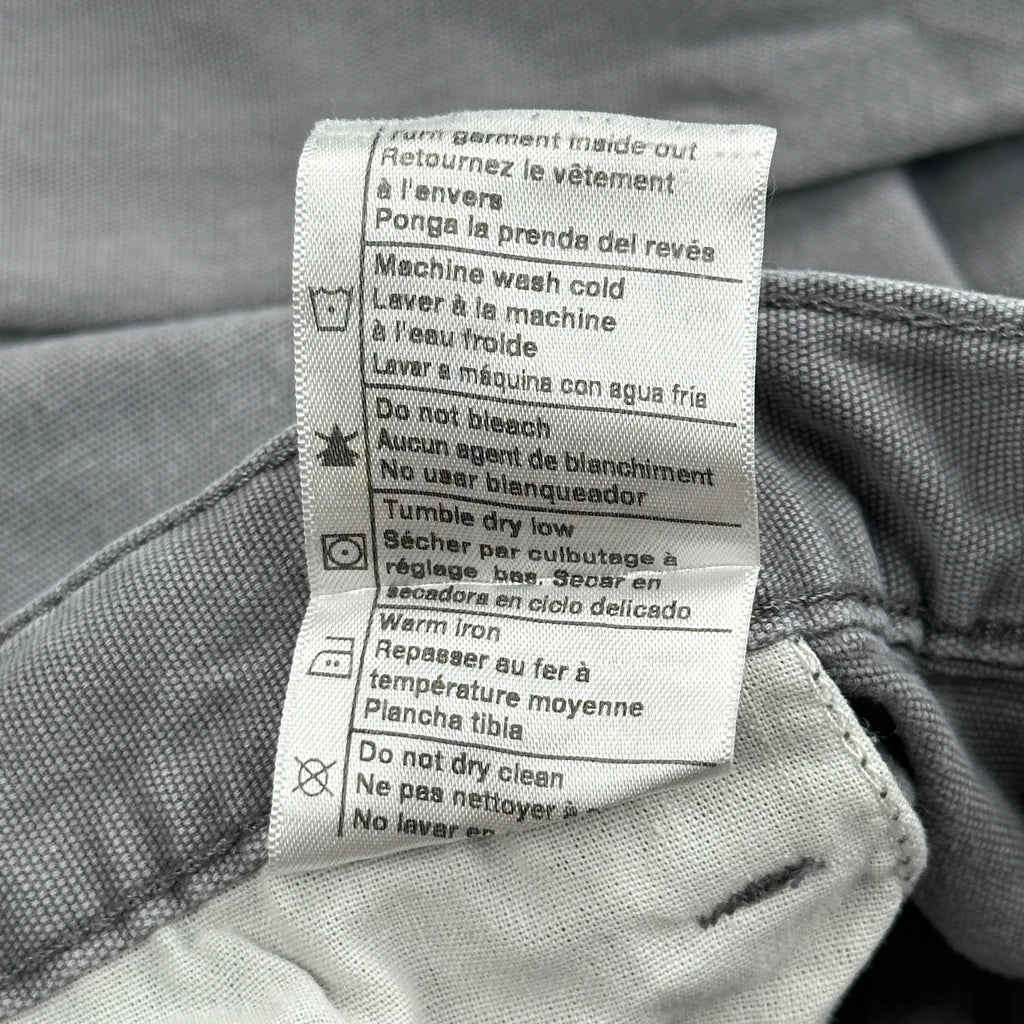 Turn garment inside out
Retournez le vêtement
à l'envers
Ponga la prenda del revés
Machine wash cold
Laver à la machine
à l'eau froide
Lavar a máquina con agua fría
Do not bleach
Aucun agent de blanchiment
No usar blanqueador
Tumble dry low
Sécher par culbutage à
réglage bas. Secar en
secadora en ciclo delicado
Warm iron
Repasser au fer à
température moyenne
Plancha tibia
Do not dry clean
Ne pas nettoyer à
No lavar en